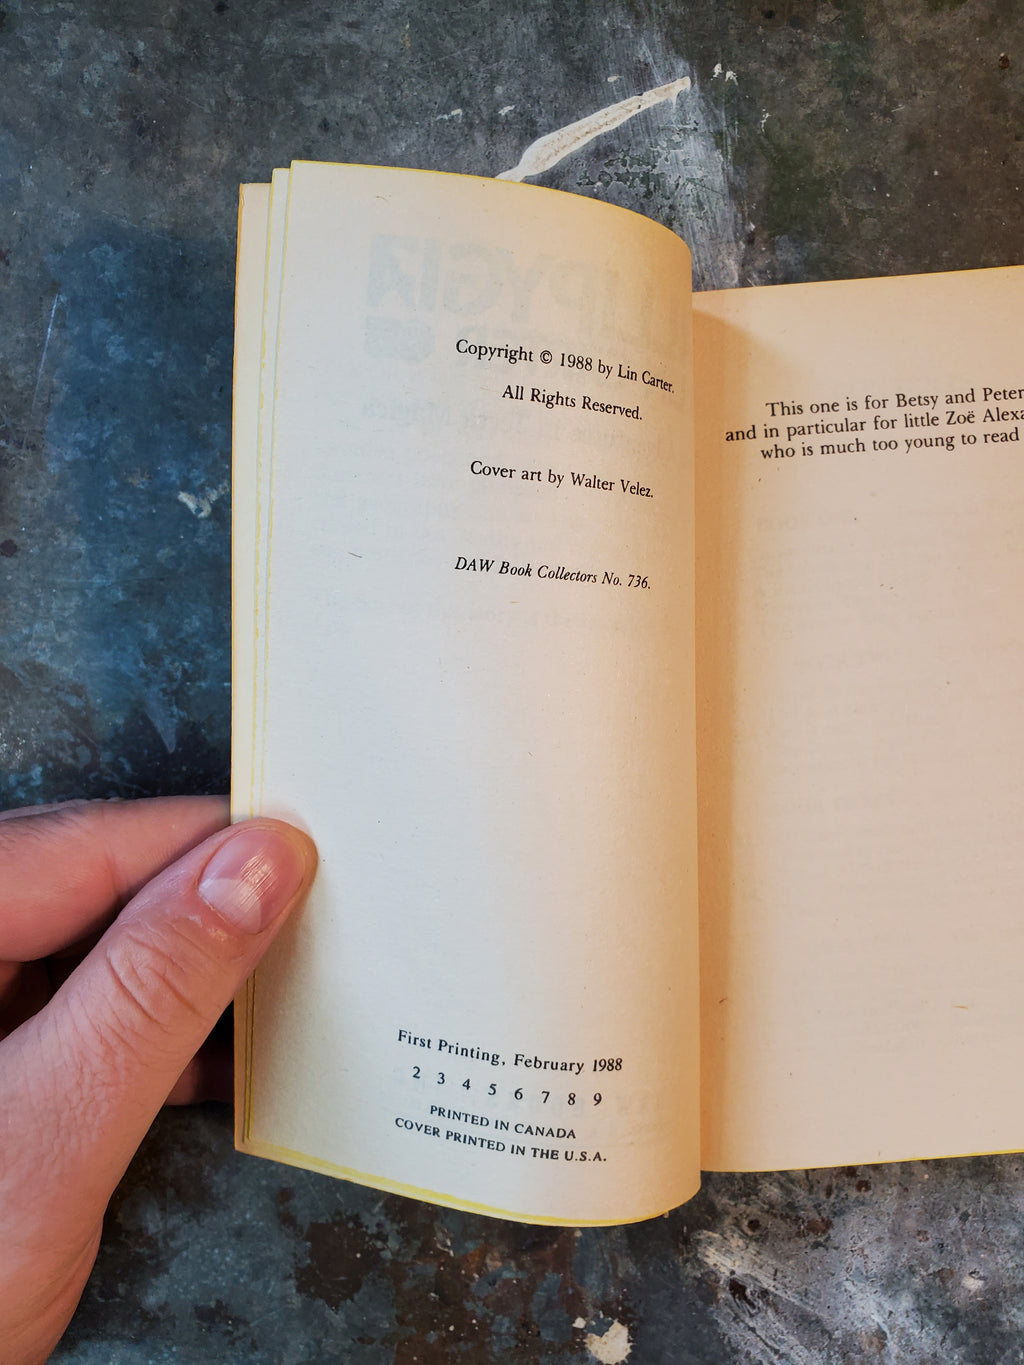 Copyright © 1988 by Lin Carter.
All Rights Reserved.
Cover art by Walter Velez.
DAW Book Collectors No. 736.
First Printing, February 1988
2 3 4 5 6 7 8 9
PRINTED IN CANADA
COVER PRINTED IN THE U.S.A.
This one is for Betsy and Peter
and in particular for little Zoë
who is much too young to read